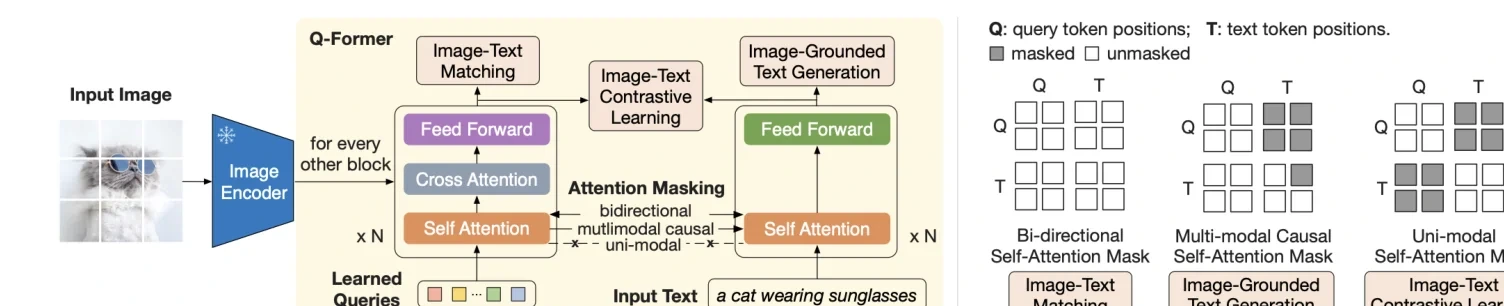 Q-Former
Input Image
Image
Encoder
for every
other block
Image-Text
Matching
Image-Text
Contrastive
Learning
Image-Grounded
Text Generation
Feed Forward
Cross Attention
Self Attention
x N
Attention Masking
bidirectional
mutlimodal causal
x uni-modal x
Feed Forward
Self Attention
x N
Learned
Queries
...
Input Text
a cat wearing sunglasses
Q: query token positions; T: text token positions.
masked unmasked
Q T
Q
T
Bi-directional
Self-Attention Mask
Image-Text
Matching
Q T
Q
T
Multi-modal Causal
Self-Attention Mask
Image-Grounded
Text Generation
Q T
Q
T
Uni-modal
Self-Attention M
Image-Text